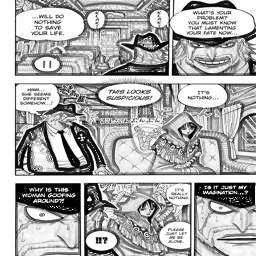 ...WILL DO
NOTHING
TO SAVE
YOUR LIFE.
WHAT'S YOUR
PROBLEM?
YOU MUST
KNOW THAT
LAMENTING
YOUR FATE NOW...
!!
HMM...
SHE SEEMS
DIFFERENT
SOMEHOW...?
THIS LOOKS
SUSPICIOUS!
IT'S
NOTHING...
WHY IS THIS
WOMAN GOOFING
AROUND?!
!!?
IT'S
REALLY
NOTHING.
PLEASE
JUST LET
ME BE
ALONE.
IS IT JUST MY
IMAGINATION...?